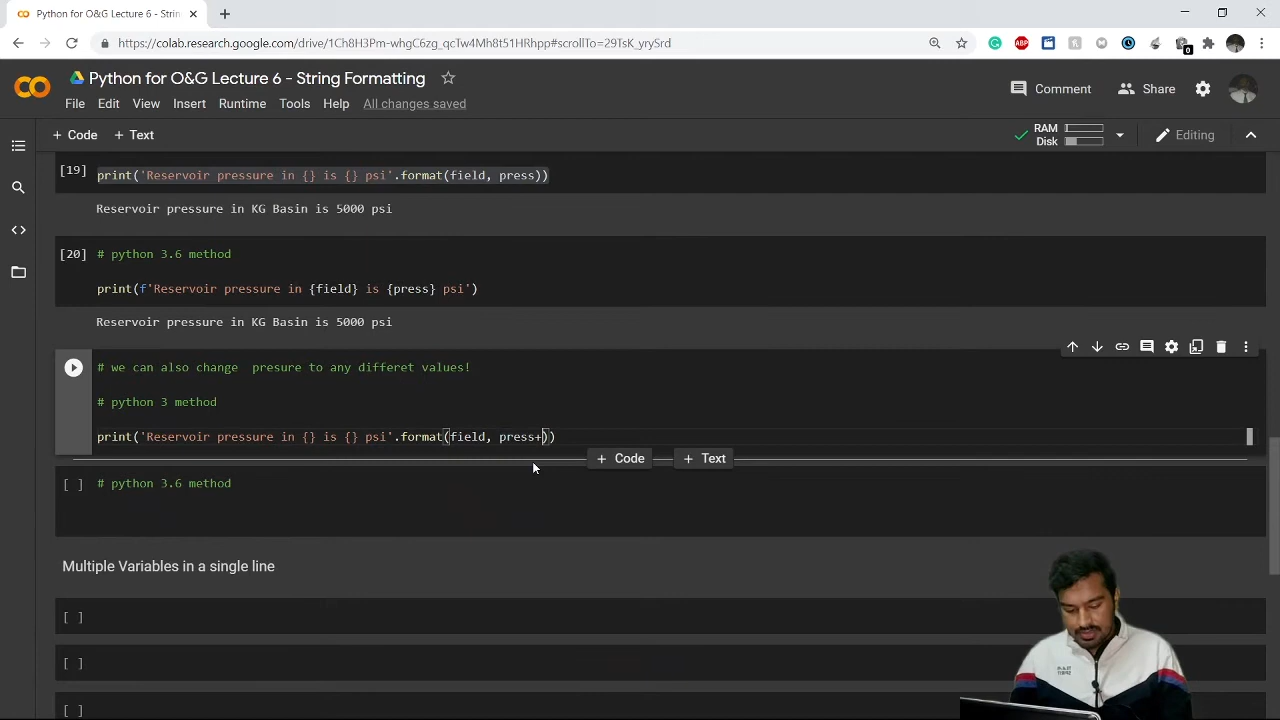 Python for O&G Lecture 6 - Strin
https://colab.research.google.com/drive/1Ch8H3Pm-whgC6zg_qcTw4Mh8t51HRhpp#scrollTo=29TsK_yrySrd
ABP
0
Python for O&G Lecture 6 - String Formatting
File Edit View Insert Runtime Tools Help All changes saved
Comment Share
+ Code + Text
RAM
Disk
Editing
[19] print('Reservoir pressure in {} is {} psi'.format(field, press))
Reservoir pressure in KG Basin is 5000 psi
[20] # python 3.6 method
print(f'Reservoir pressure in {field} is {press} psi')
Reservoir pressure in KG Basin is 5000 psi
# we can also change  presure to any differet values!
# python 3 method
print('Reservoir pressure in {} is {} psi'.format(field, press+))
+ Code + Text
[ ] # python 3.6 method
Multiple Variables in a single line
[ ]
[ ]
[ ]